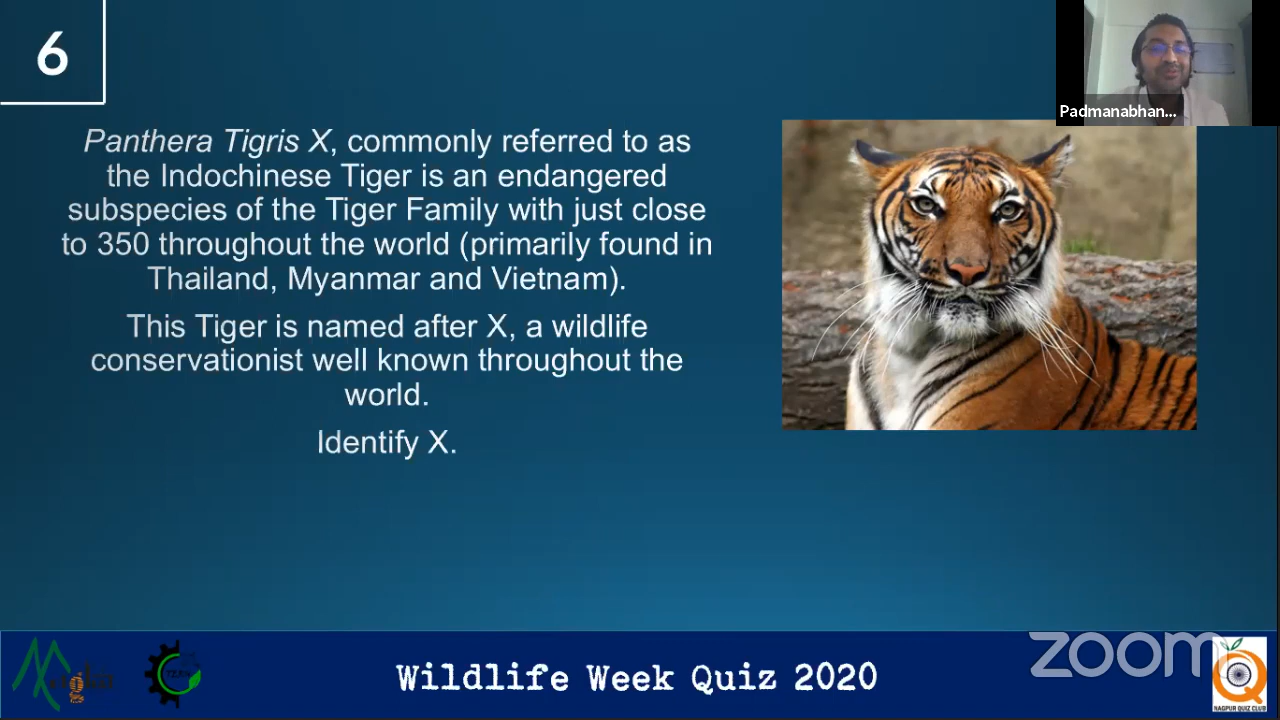 6
Padmanabhan...
Panthera Tigris X, commonly referred to as
the Indochinese Tiger is an endangered
subspecies of the Tiger Family with just close
to 350 throughout the world (primarily found in
Thailand, Myanmar and Vietnam).
This Tiger is named after X, a wildlife
conservationist well known throughout the
world.
Identify X.
zoom
Wildlife Week Quiz 2020
NAGPUR QUIZ CLUB